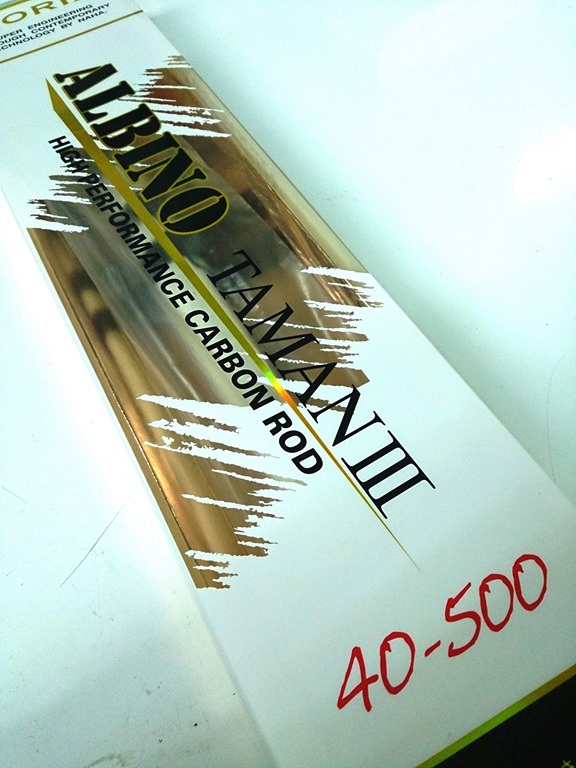 ORI
UPER ENGINEERING
OUGH CONTEMPORARY
ECHNOLOGY BY NAHA.
ALBINO TAMAN III
HIGH PERFORMANCE CARBON ROD
40-500